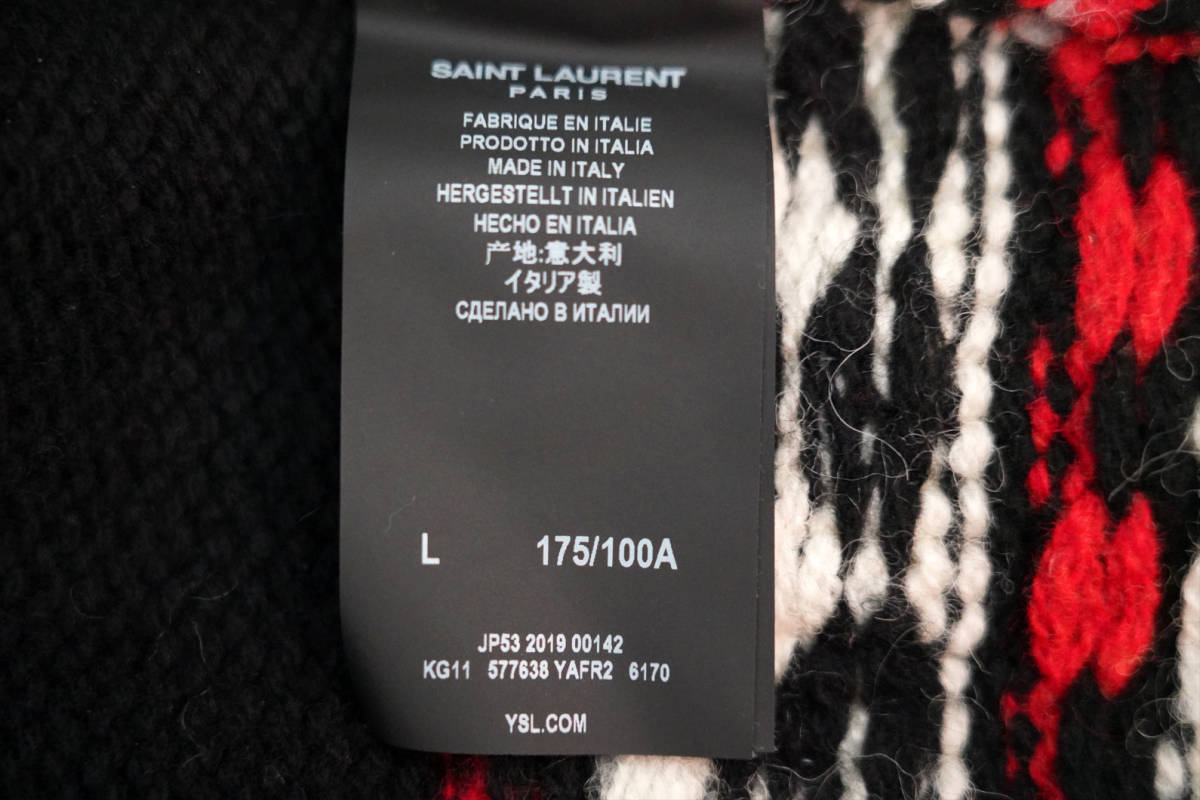 SAINT LAURENT
PARIS
FABRIQUE EN ITALIE
PRODOTTO IN ITALIA
MADE IN ITALY
HERGESTELLT IN ITALIEN
HECHO EN ITALIA
产地:意大利
イタリア製
СДЕЛАНО В ИТАЛИИ
L 175/100A
JP53 2019 00142
KG11 577638 YAFR2 6170
YSL.COM